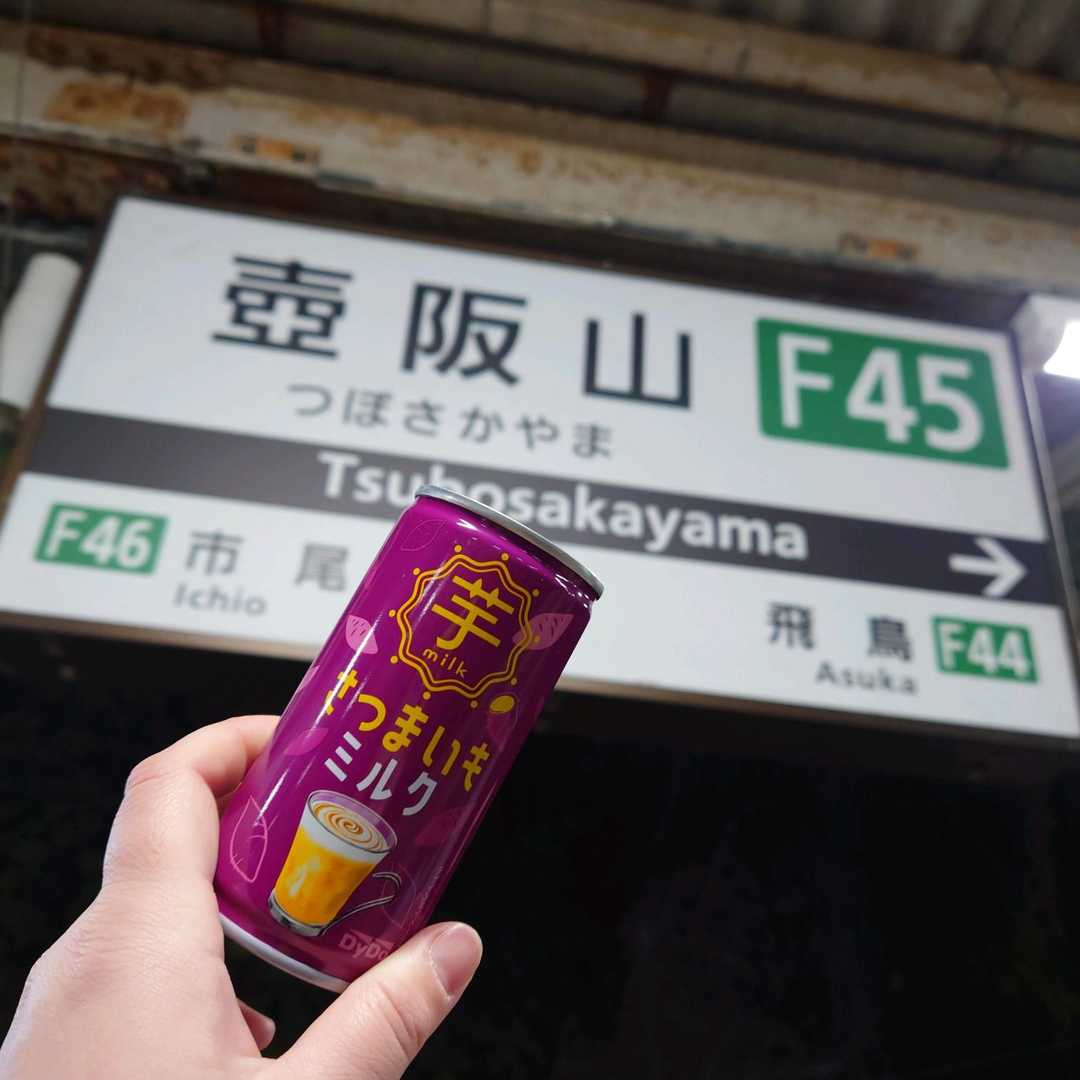 壺阪山
F45
つぼさかやま
Tsubosakayama
F46 市尾
Ichio
飛鳥 F44
Asuka
芋
milk
さつまいも
ミルク
DyDo